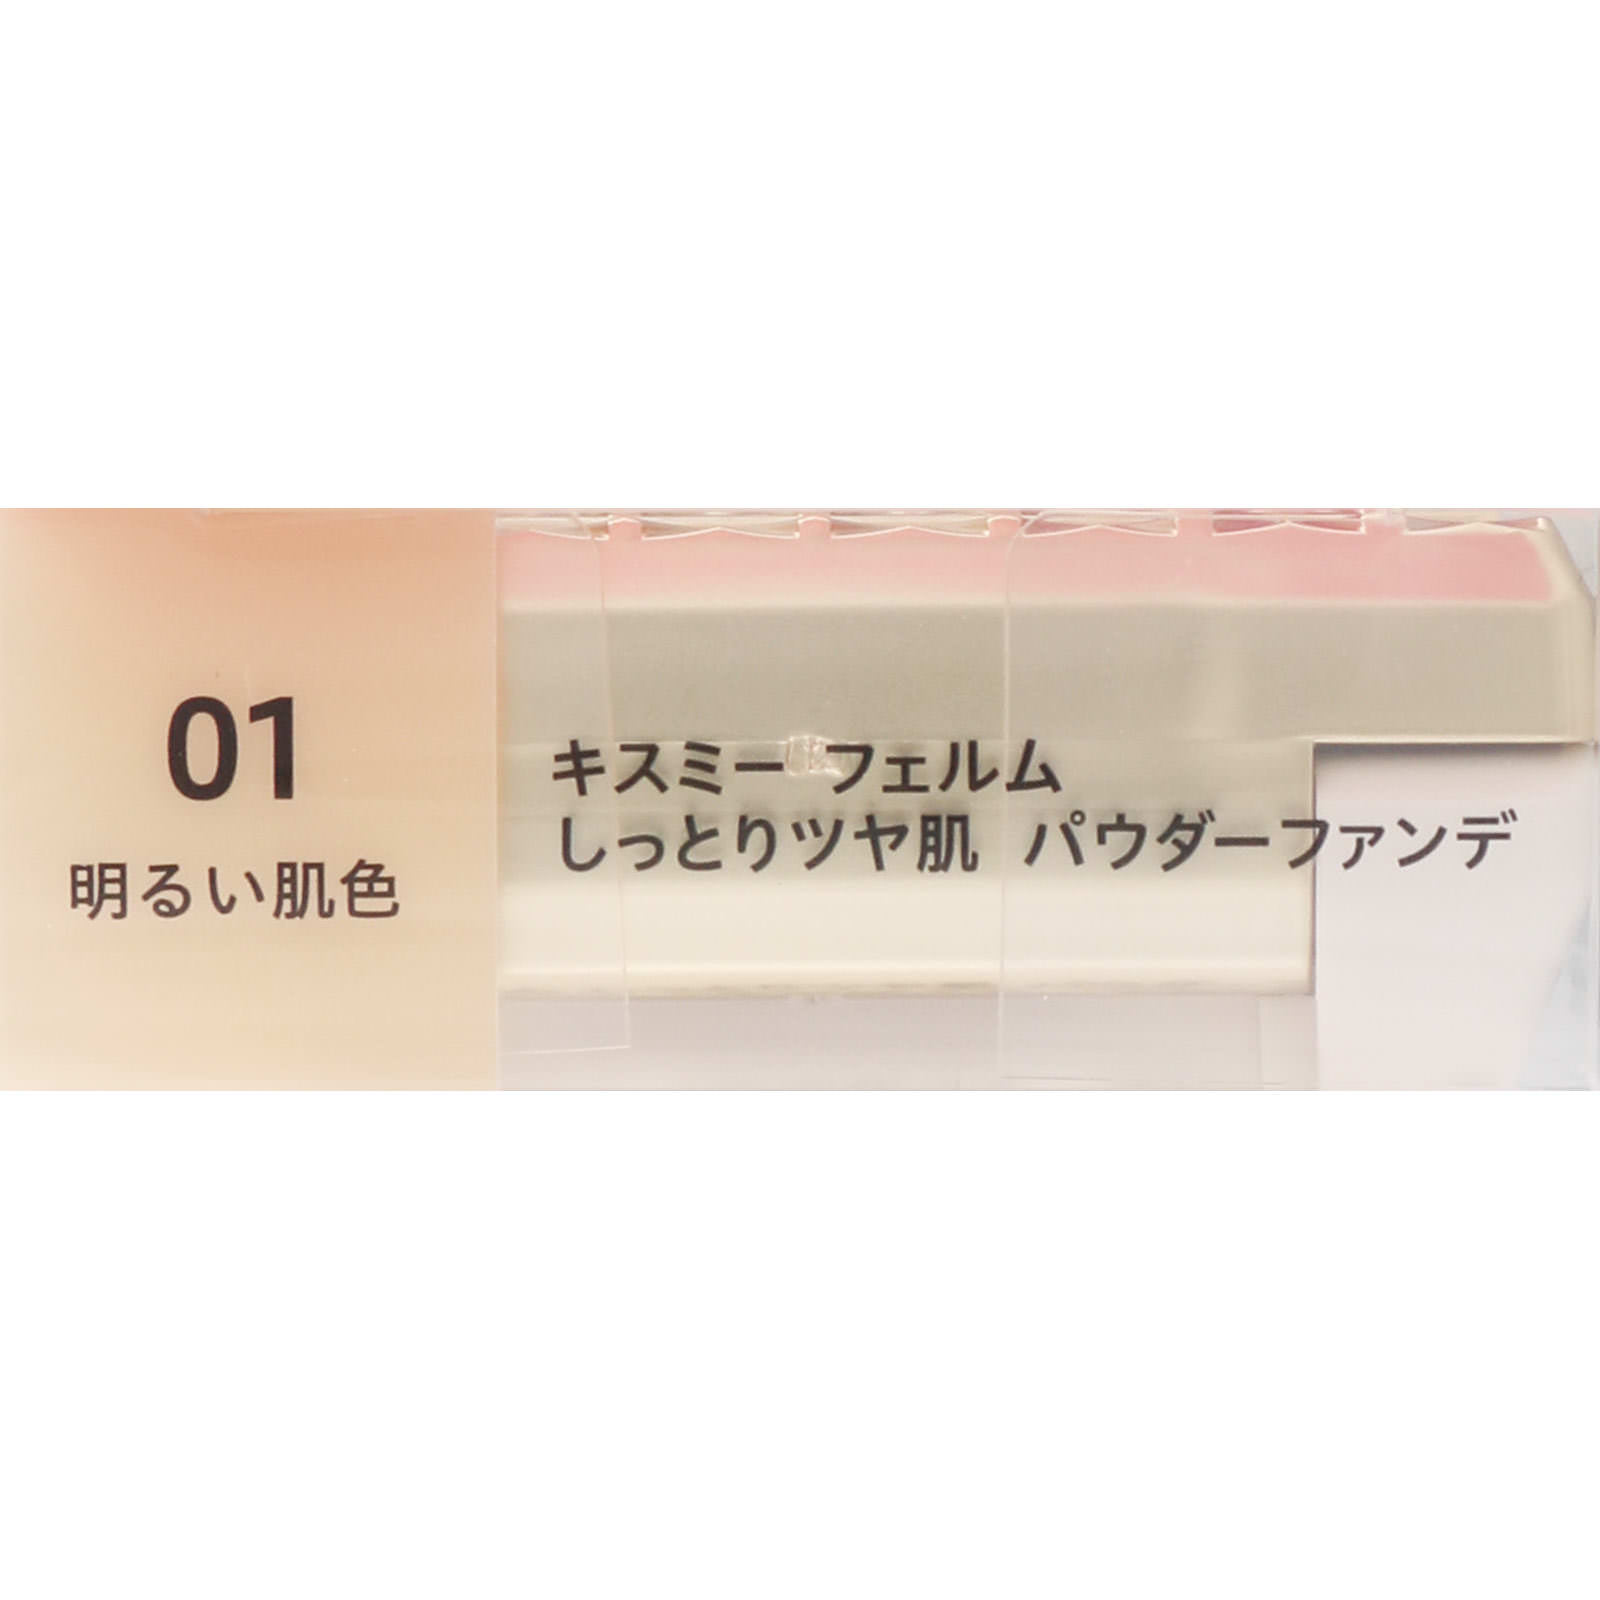 01
明るい肌色
キスミー フェルム
しっとりツヤ肌 パウダーファンデ